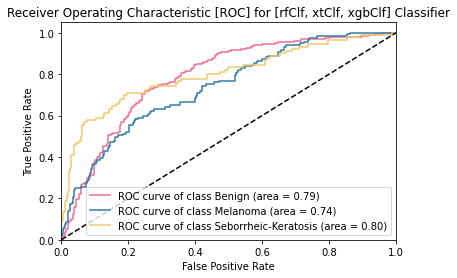 Receiver Operating Characteristic [ROC] for [rfClf, xtClf, xgbClf] Classifier
1.0
0.8
0.6
0.4
0.2
0.0
True Positive Rate
ROC curve of class Benign (area = 0.79)
ROC curve of class Melanoma (area = 0.74)
ROC curve of class Seborrheic-Keratosis (area = 0.80)
0.0 0.2 0.4 0.6 0.8 1.0
False Positive Rate